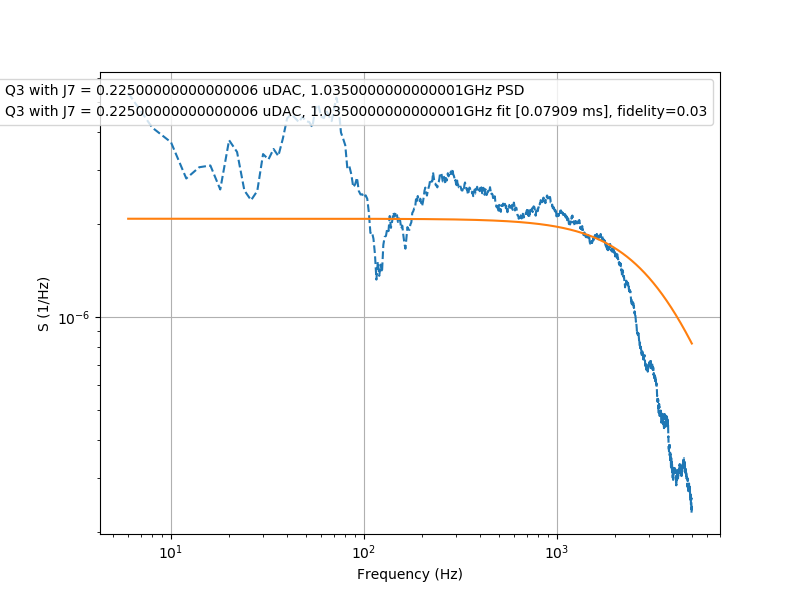 Q3 with J7 = 0.22500000000000006 uDAC, 1.0350000000000001GHz PSD
Q3 with J7 = 0.22500000000000006 uDAC, 1.0350000000000001GHz fit [0.07909 ms], fidelity=0.03
S (1/Hz)
10⁻⁶
10¹ 10² 10³
Frequency (Hz)